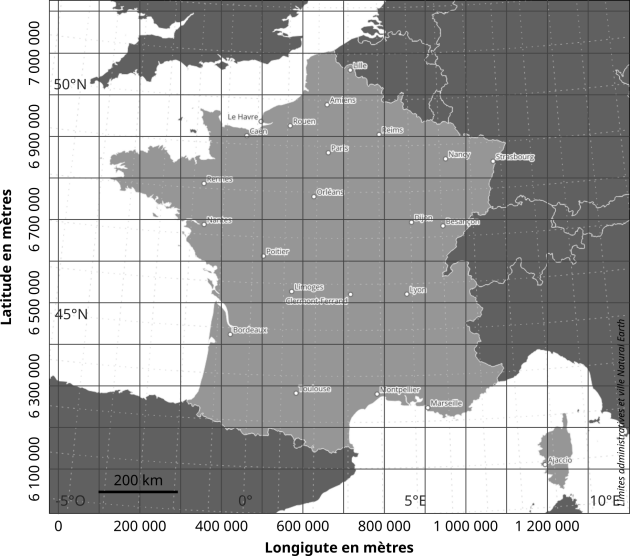 7 000 000
50°N
Lille
Amiens
Le Havre
Rouen
Caen
Reims
6 900 000
Paris
Nancy
Strasbourg
Rennes
Orléans
6 700 000
Nantes
Dijon
Besançon
Poitier
Latitude en mètres
Limoges
Clermont-Ferrand
Lyon
6 500 000
45°N
Bordeaux
6 300 000
Toulouse
Montpellier
Marseille
Ajaccio
6 100 000
200 km
-5°O
0°
5°E
10°E
Limites administratives et ville Natural Earth
0
200 000
400 000
600 000
800 000
1 000 000
1 200 000
Longigute en mètres